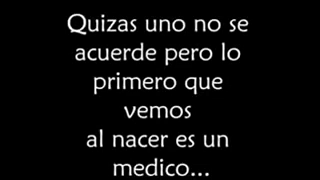 Quizas uno no se
acuerde pero lo
primero que
vemos
al nacer es un
medico...